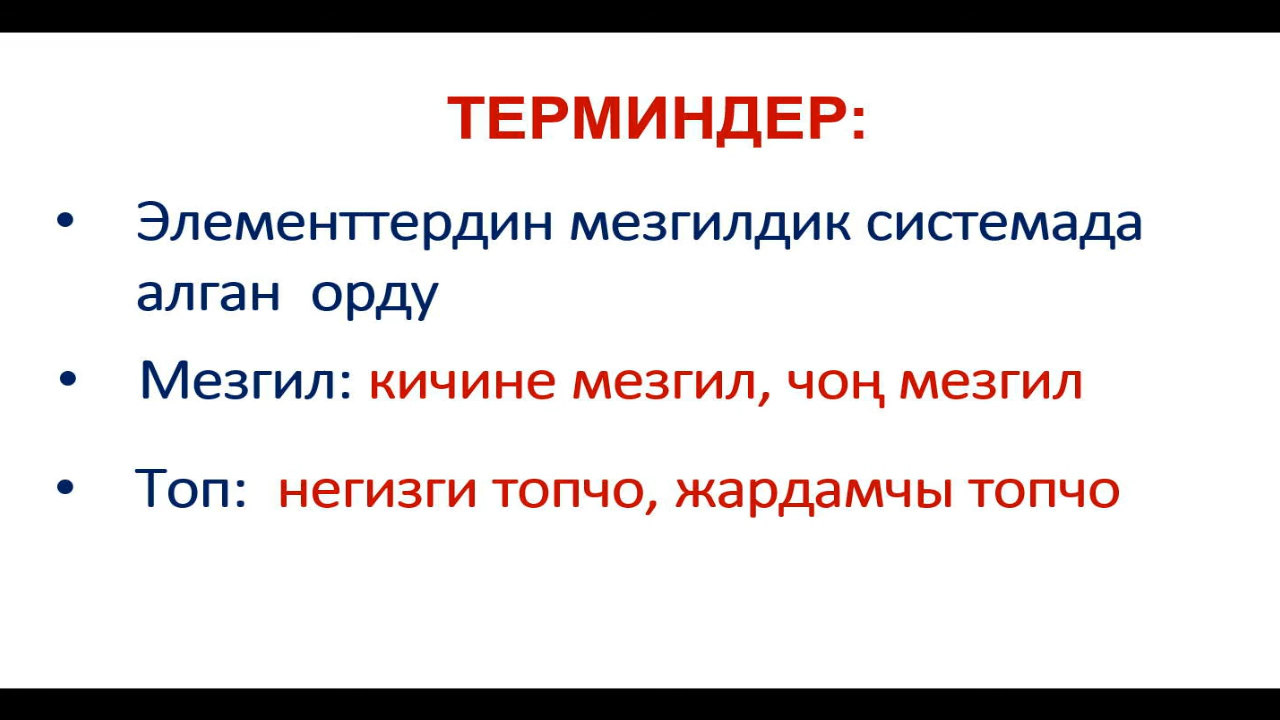 ТЕРМИНДЕР:
• Элементтердин мезгилдик системада
алган орду
• Мезгил: кичине мезгил, чоң мезгил
• Топ: негизги топчо, жардамчы топчо